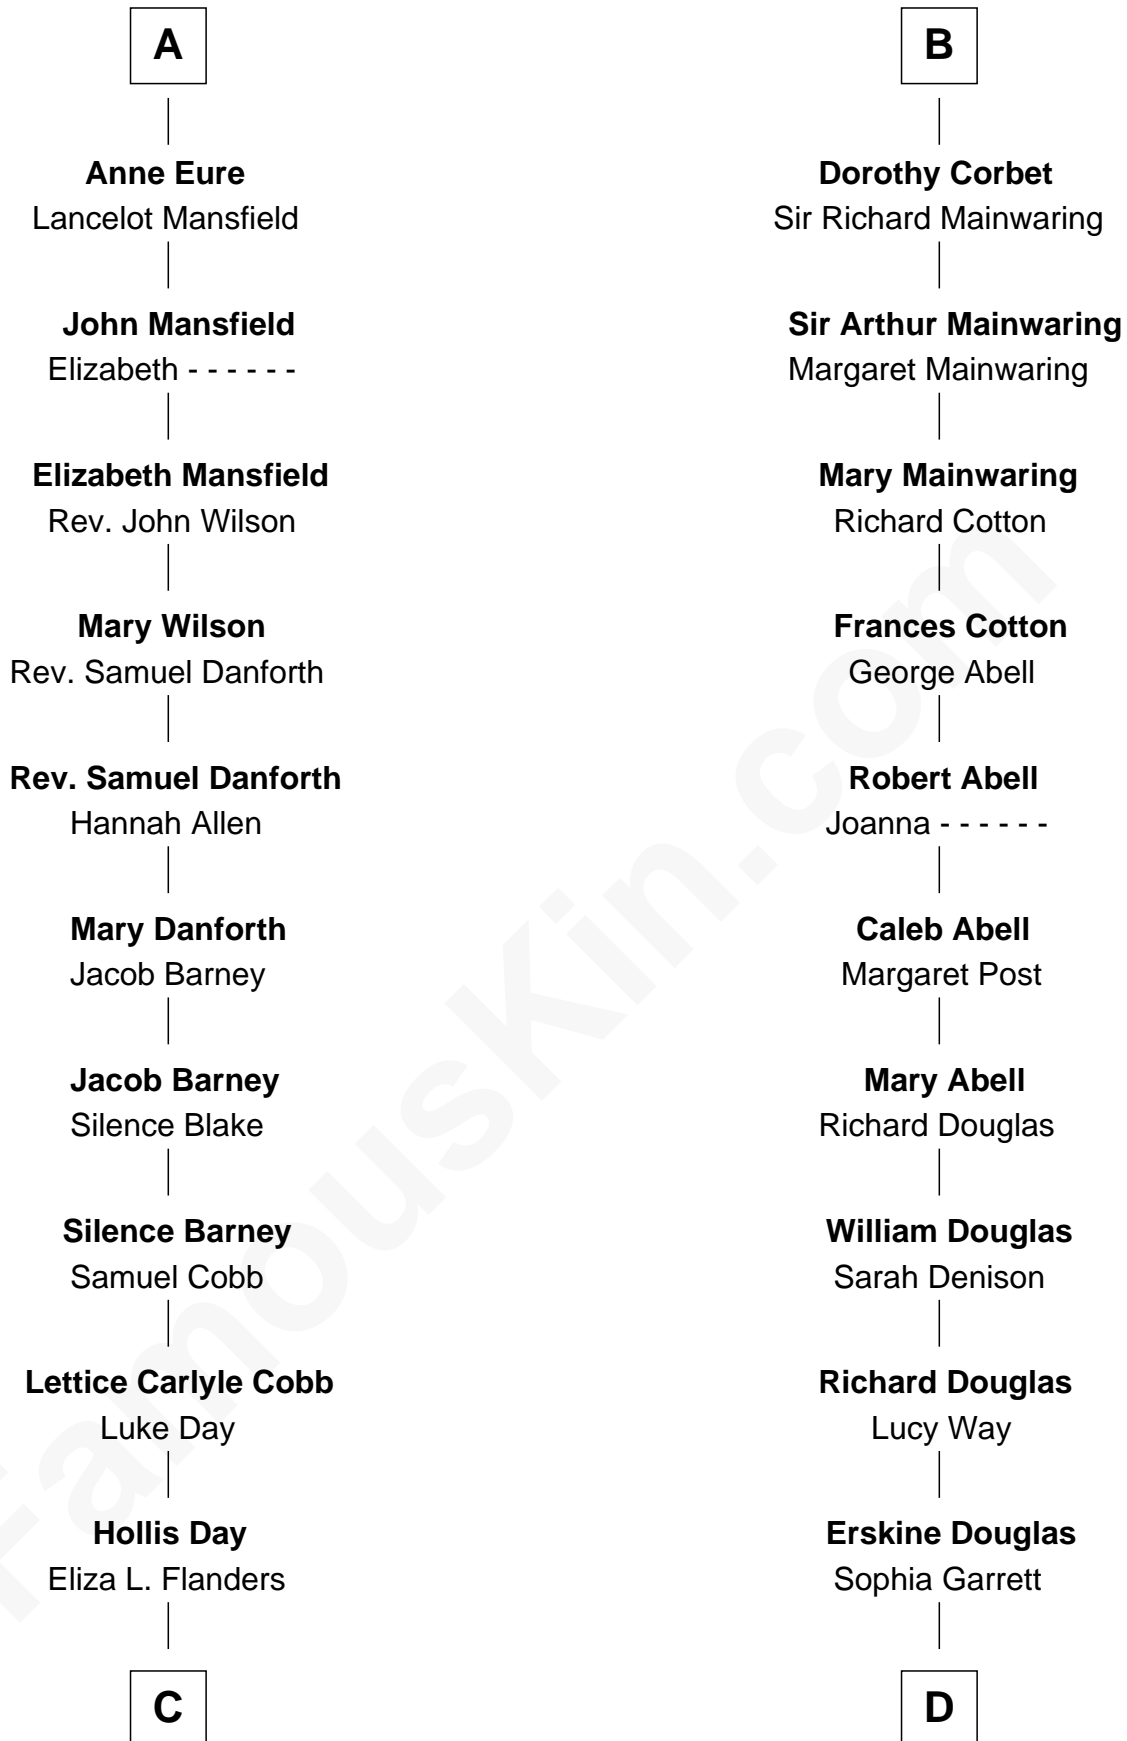 A
Anne Eure
Lancelot Mansfield
John Mansfield
Elizabeth - - - - - -
Elizabeth Mansfield
Rev. John Wilson
Mary Wilson
Rev. Samuel Danforth
Rev. Samuel Danforth
Hannah Allen
Mary Danforth
Jacob Barney
Jacob Barney
Silence Blake
Silence Barney
Samuel Cobb
Lettice Carlyle Cobb
Luke Day
Hollis Day
Eliza L. Flanders
C
B
Dorothy Corbet
Sir Richard Mainwaring
Sir Arthur Mainwaring
Margaret Mainwaring
Mary Mainwaring
Richard Cotton
Frances Cotton
George Abell
Robert Abell
Joanna - - - - - -
Caleb Abell
Margaret Post
Mary Abell
Richard Douglas
William Douglas
Sarah Denison
Richard Douglas
Lucy Way
Erskine Douglas
Sophia Garrett
D
FamousKin.com